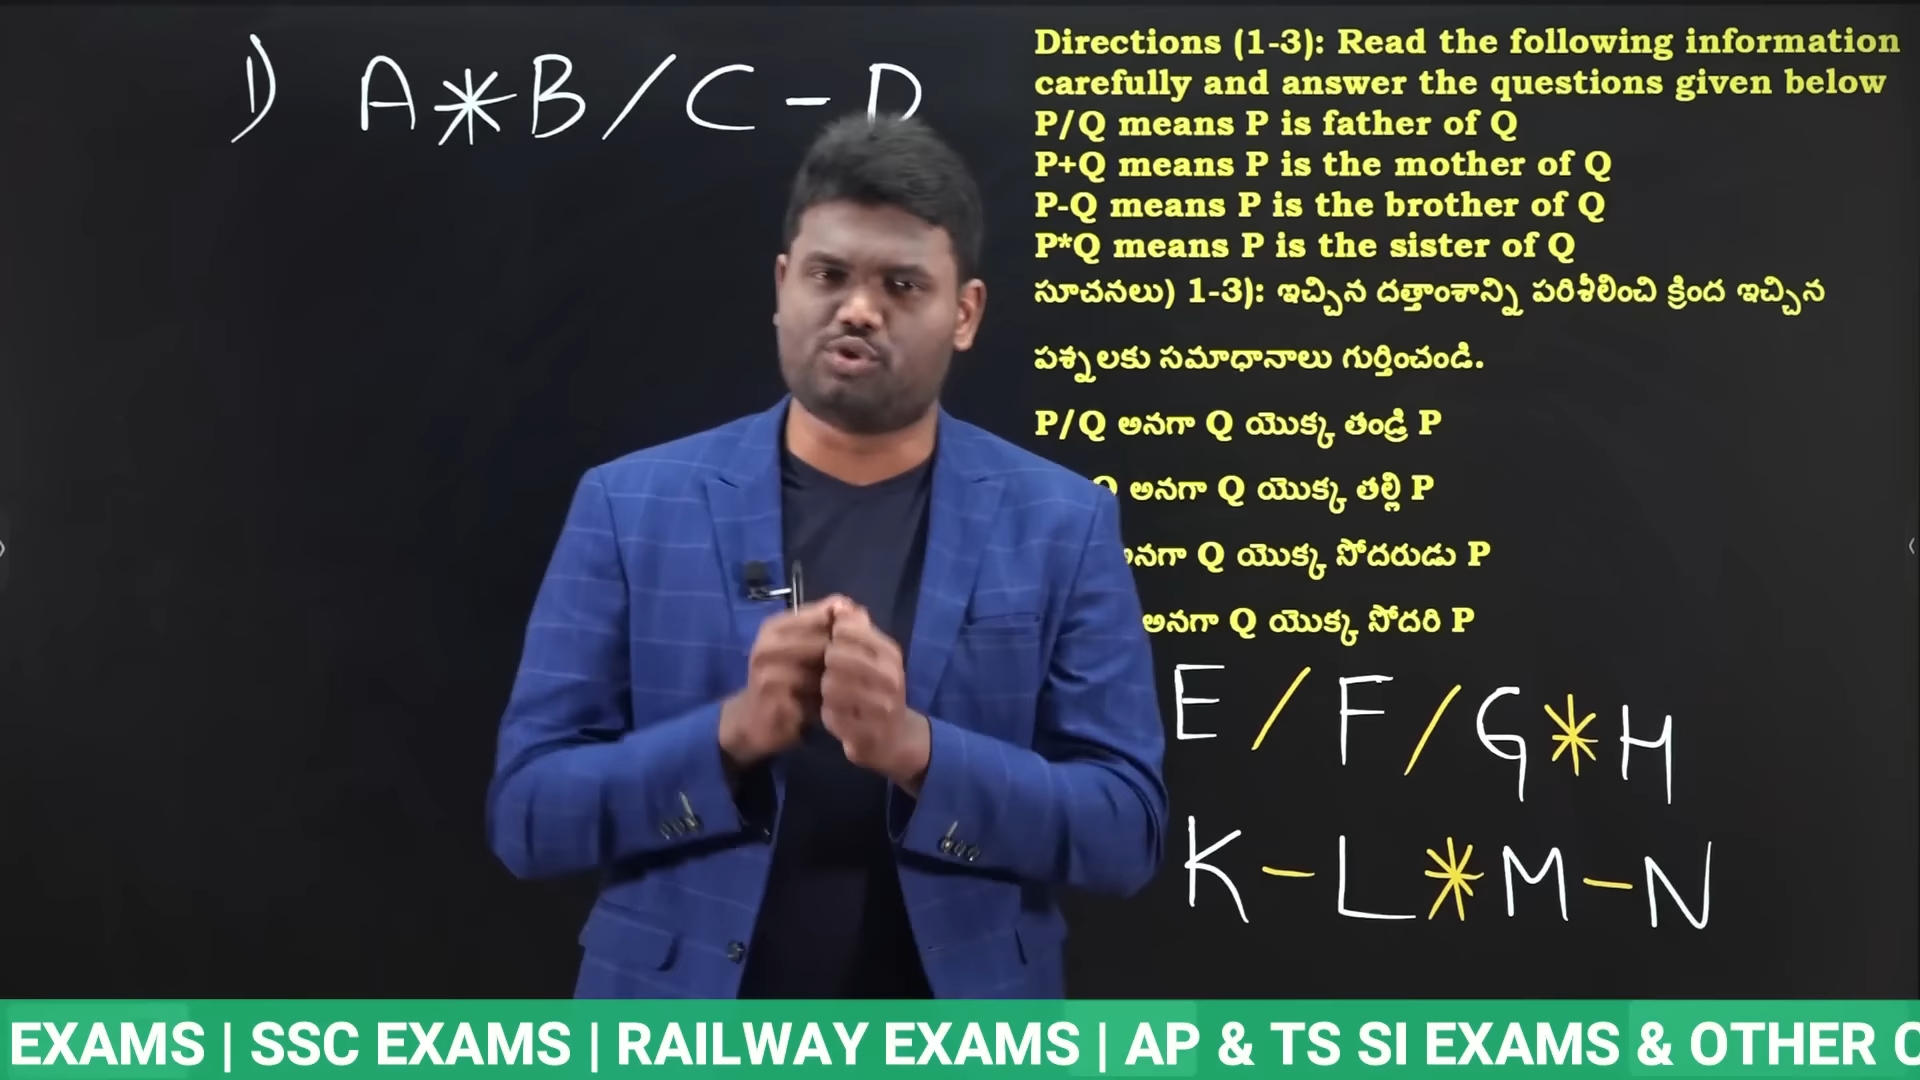 1) A*B/C-D
Directions (1-3): Read the following information
carefully and answer the questions given below
P/Q means P is father of Q
P+Q means P is the mother of Q
P-Q means P is the brother of Q
P*Q means P is the sister of Q
సూచనలు) 1-3): ఇచ్చిన దత్తాంశాన్ని పరిశీలించి క్రింద ఇచ్చిన
పశ్నలకు సమాధానాలు గుర్తించండి.
P/Q అనగా Q యొక్క తండ్రి P
Q అనగా Q యొక్క తల్లి P
అనగా Q యొక్క సోదరుడు P
అనగా Q యొక్క సోదరి P
E/F/G*H
K-L*M-N
EXAMS | SSC EXAMS | RAILWAY EXAMS | AP & TS SI EXAMS & OTHER